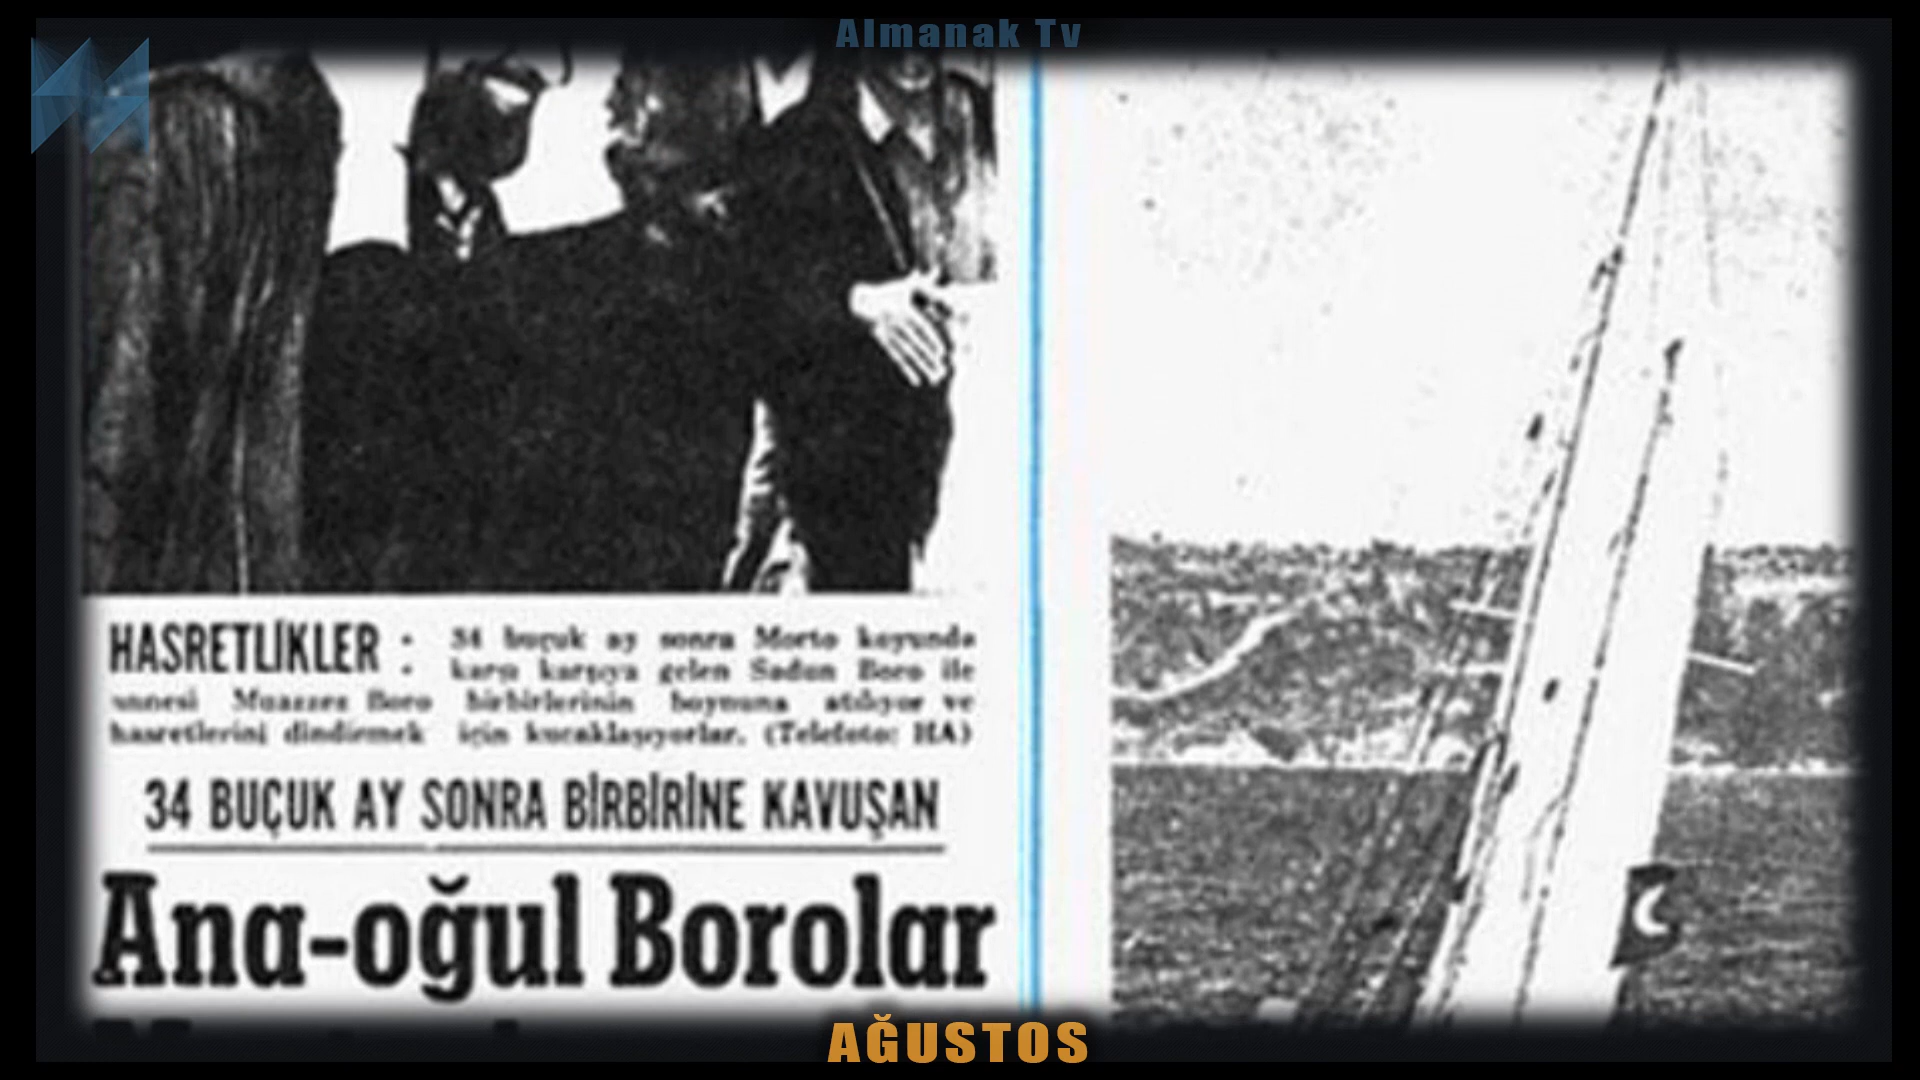 Almanak Tv
HASRETLİKLER :
34 buçuk ay sonra Morto koyunda
karşı karşıya gelen Sadun Boro ile
annesi Muazzez Boro birbirlerinin boynuna atılıyor ve
hasretlerini dindirmek için kucaklaşıyorlar. (Telefoto: HA)
34 BUÇUK AY SONRA BİRBİRİNE KAVUŞAN
Ana-oğul Borolar
AĞUSTOS